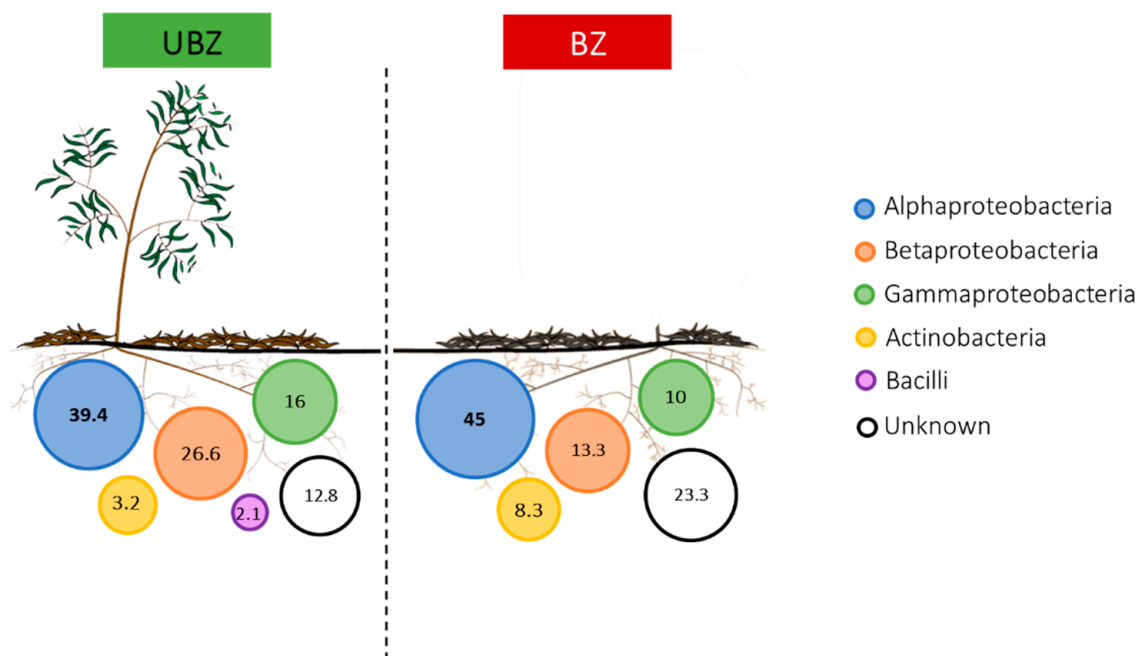 UBZ
BZ
39.4
26.6
16
3.2
2.1
12.8
45
13.3
10
8.3
23.3
Alphaproteobacteria
Betaproteobacteria
Gammaproteobacteria
Actinobacteria
Bacilli
Unknown